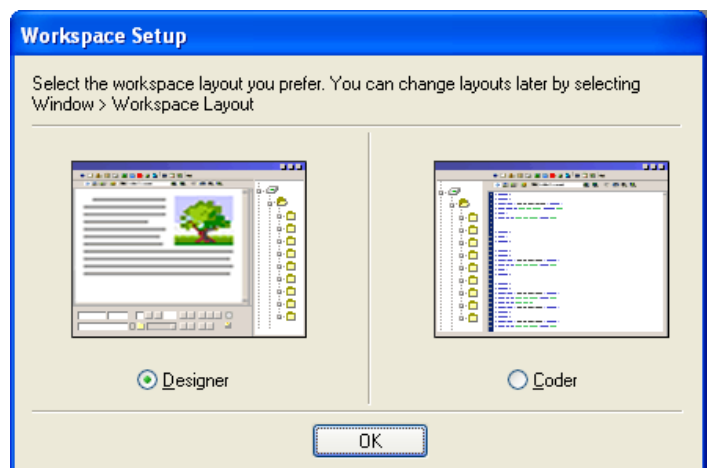 Workspace Setup
Select the workspace layout you prefer. You can change layouts later by selecting
Window > Workspace Layout
Designer
Coder
OK